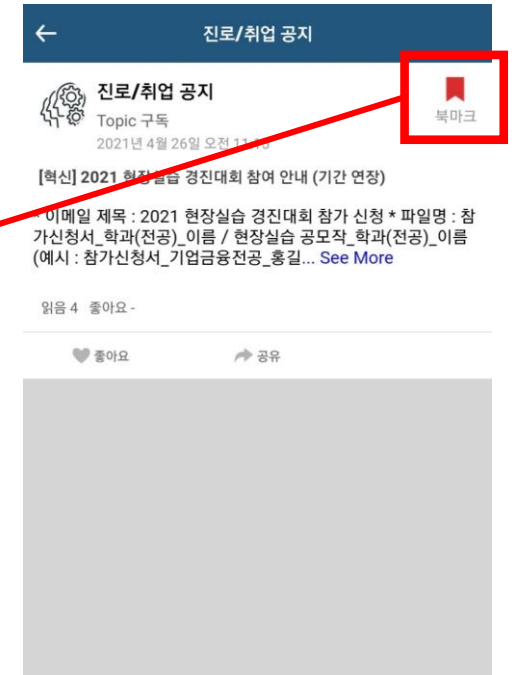 진로/취업 공지
진로/취업 공지
북마크
Topic 구독
2021년 4월 26일 오전
[혁신] 2021 현장실습 경진대회 참여 안내 (기간 연장)
* 이메일 제목 : 2021 현장실습 경진대회 참가 신청 * 파일명 : 참
가신청서_학과(전공)_이름 / 현장실습 공모작_학과(전공)_이름
(예시 : 참가신청서_기업금융전공_홍길... See More
읽음 4 좋아요 -
좋아요 공유